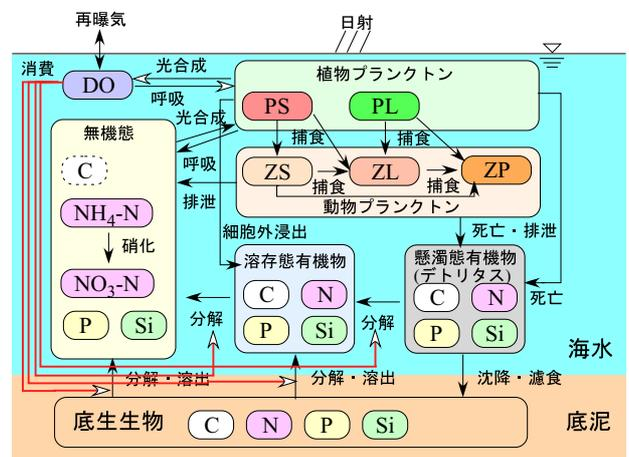 再曝気
日射
消費
DO
光合成
呼吸
植物プランクトン
PS
PL
光合成
呼吸
捕食
捕食
無機態
C
NH4-N
硝化
NO3-N
P
Si
ZS
ZL
ZP
捕食
捕食
動物プランクトン
排泄
細胞外浸出
死亡・排泄
溶存態有機物
C
N
P
Si
懸濁態有機物
(デトリタス)
C
N
P
Si
死亡
分解
分解
海水
分解・溶出
分解・溶出
沈降・濾食
底生生物
C
N
P
Si
底泥